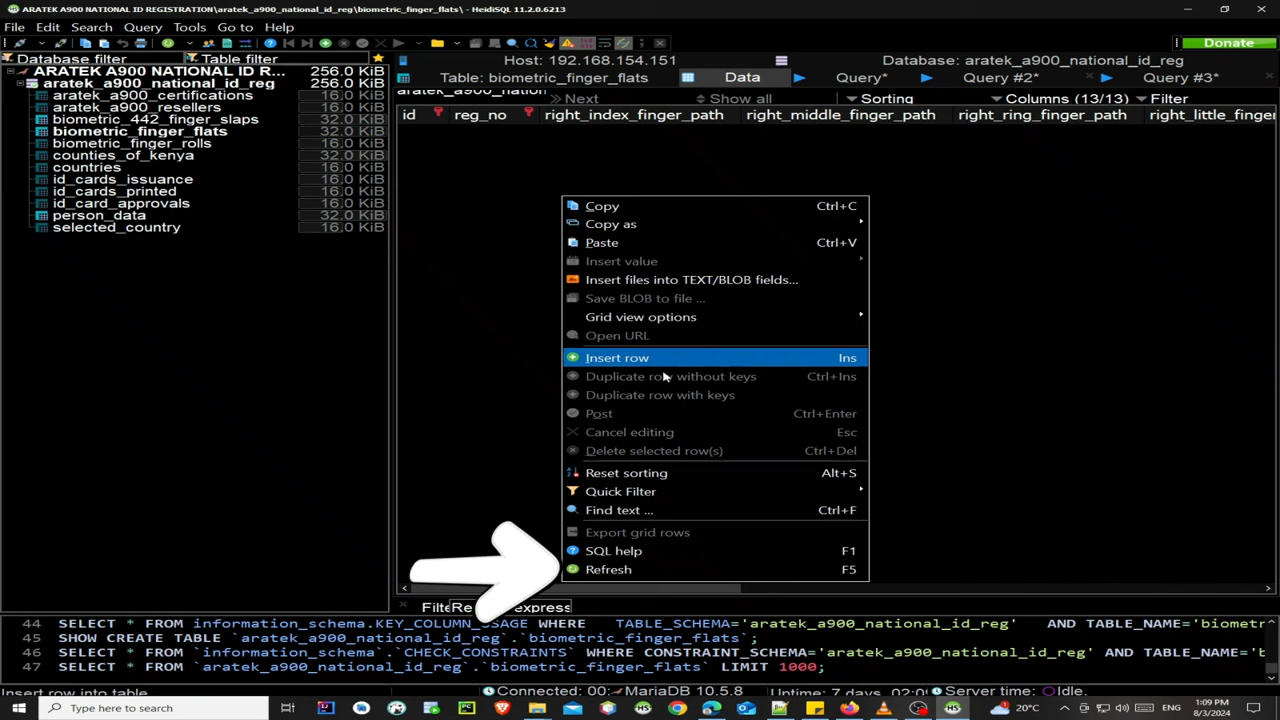 ARATEK A900 NATIONAL ID REGISTRATION\aratek_a900_national_id_reg\biometric_finger_flats\ - HeidiSQL 11.2.0.6213
File Edit Search Query Tools Go to Help
Donate
Database filter Table filter
Host: 192.168.154.151 Database: aratek_a900_national_id_reg
Table: biometric_finger_flats Data Query* Query #2* Query #3*
aratek_a900_nation Next Show all Sorting Columns (13/13) Filter
id reg_no right_index_finger_path right_middle_finger_path right_ring_finger_path right_little_finger
ARATEK A900 NATIONAL ID R... 256.0 KiB
aratek_a900_national_id_reg 256.0 KiB
aratek_a900_certifications 16.0 KiB
aratek_a900_resellers 16.0 KiB
biometric_442_finger_slaps 32.0 KiB
biometric_finger_flats 32.0 KiB
biometric_finger_rolls 32.0 KiB
counties_of_kenya 32.0 KiB
countries 16.0 KiB
id_cards_issuance 16.0 KiB
id_cards_printed 16.0 KiB
id_card_approvals 16.0 KiB
person_data 32.0 KiB
selected_country 16.0 KiB
Copy Ctrl+C
Copy as
Paste Ctrl+V
Insert value
Insert files into TEXT/BLOB fields...
Save BLOB to file ...
Grid view options
Open URL
Insert row Ins
Duplicate row without keys Ctrl+Ins
Duplicate row with keys
Post Ctrl+Enter
Cancel editing Esc
Delete selected row(s) Ctrl+Del
Reset sorting Alt+S
Quick Filter
Find text ... Ctrl+F
Export grid rows
SQL help F1
Refresh F5
express
44 SELECT * FROM information_schema.KEY_COLUMN_USAGE WHERE TABLE_SCHEMA='aratek_a900_national_id_reg' AND TABLE_NAME='biometr
45 SHOW CREATE TABLE `aratek_a900_national_id_reg`.`biometric_finger_flats`;
46 SELECT * FROM `information_schema`.`CHECK_CONSTRAINTS` WHERE CONSTRAINT_SCHEMA='aratek_a900_national_id_reg' AND TABLE_NAME='b
47 SELECT * FROM `aratek_a900_national_id_reg`.`biometric_finger_flats` LIMIT 1000;
Insert row into table Connected: 00: MariaDB 10.5.8 Uptime: 7 days, 02: Server time: Idle.
Type here to search 20°C ENG 1:09 PM
8/3/2024